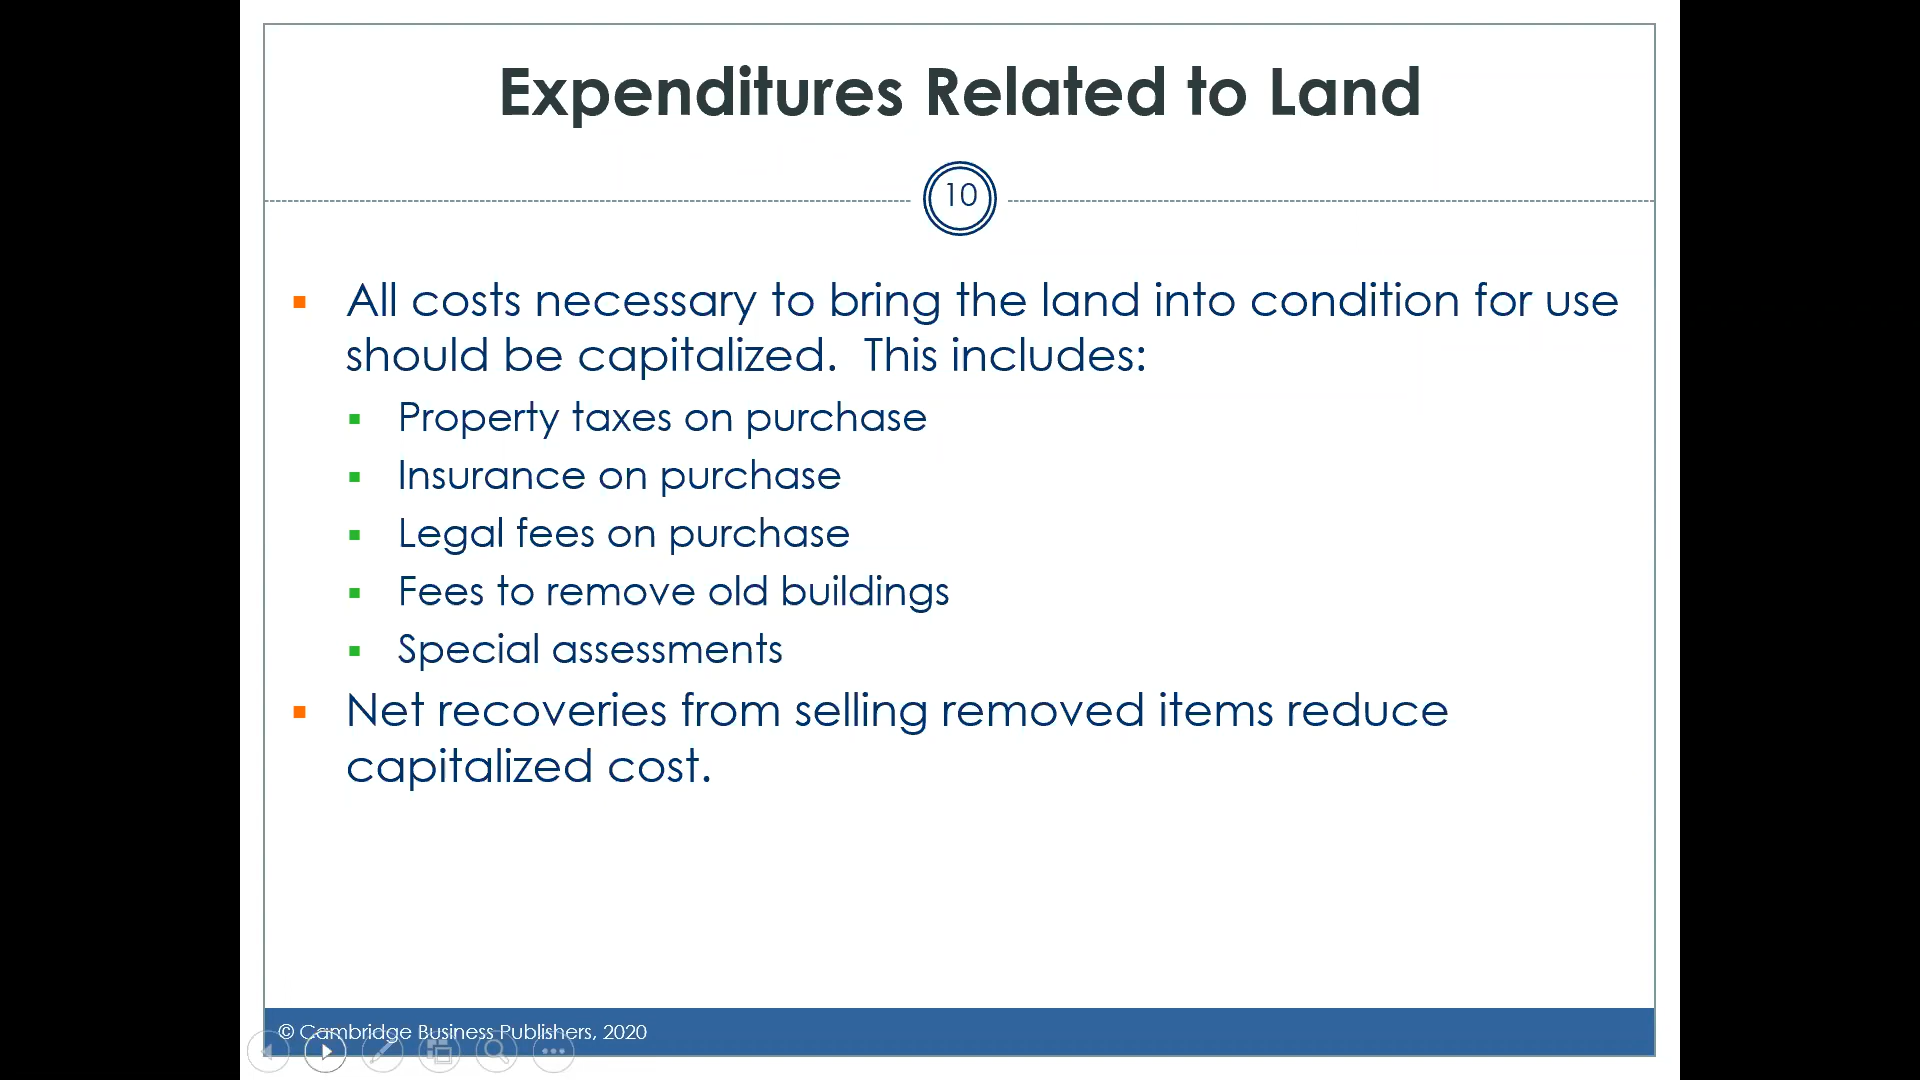 Expenditures Related to Land
10
All costs necessary to bring the land into condition for use
should be capitalized.  This includes:
Property taxes on purchase
Insurance on purchase
Legal fees on purchase
Fees to remove old buildings
Special assessments
Net recoveries from selling removed items reduce
capitalized cost.
© Cambridge Business Publishers, 2020